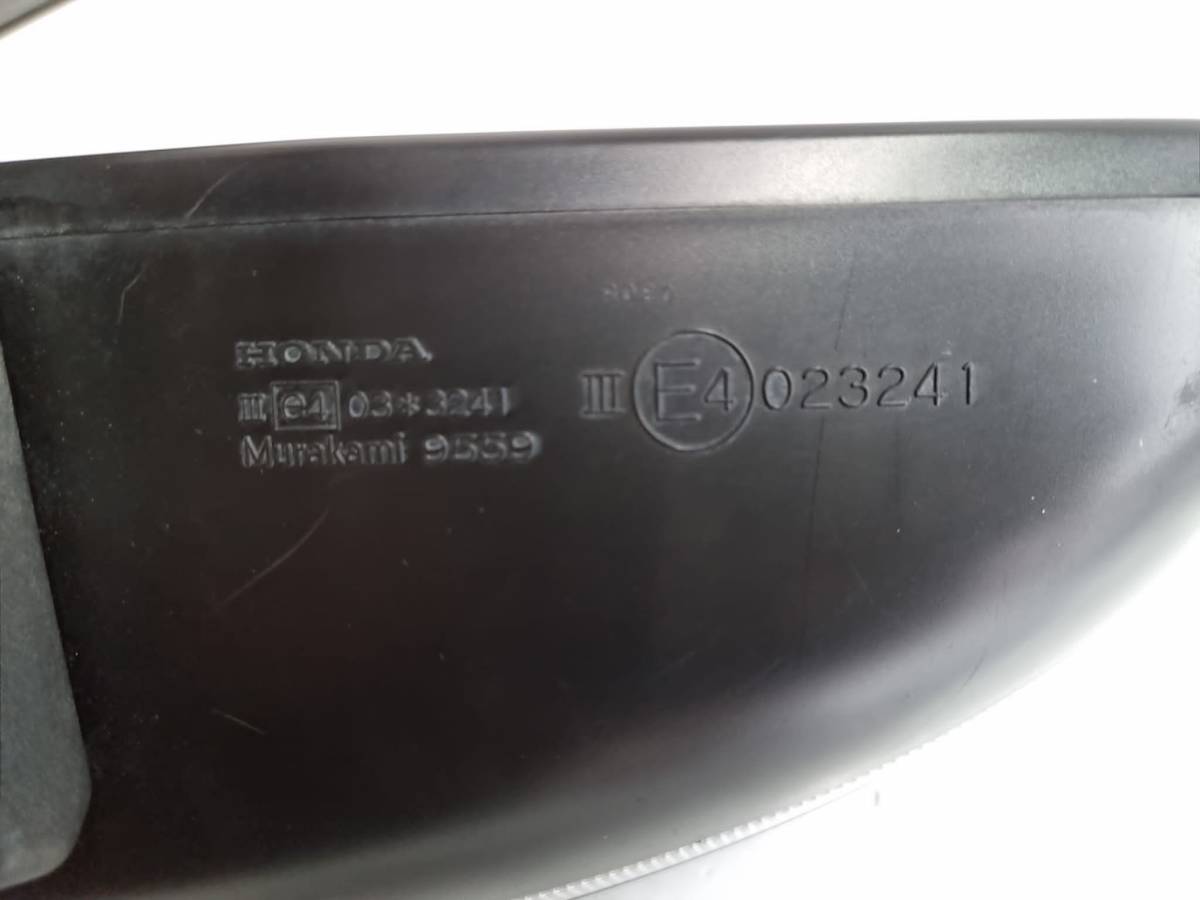 HONDA
III e4 03*3241
Murakami 9559
III E4 023241